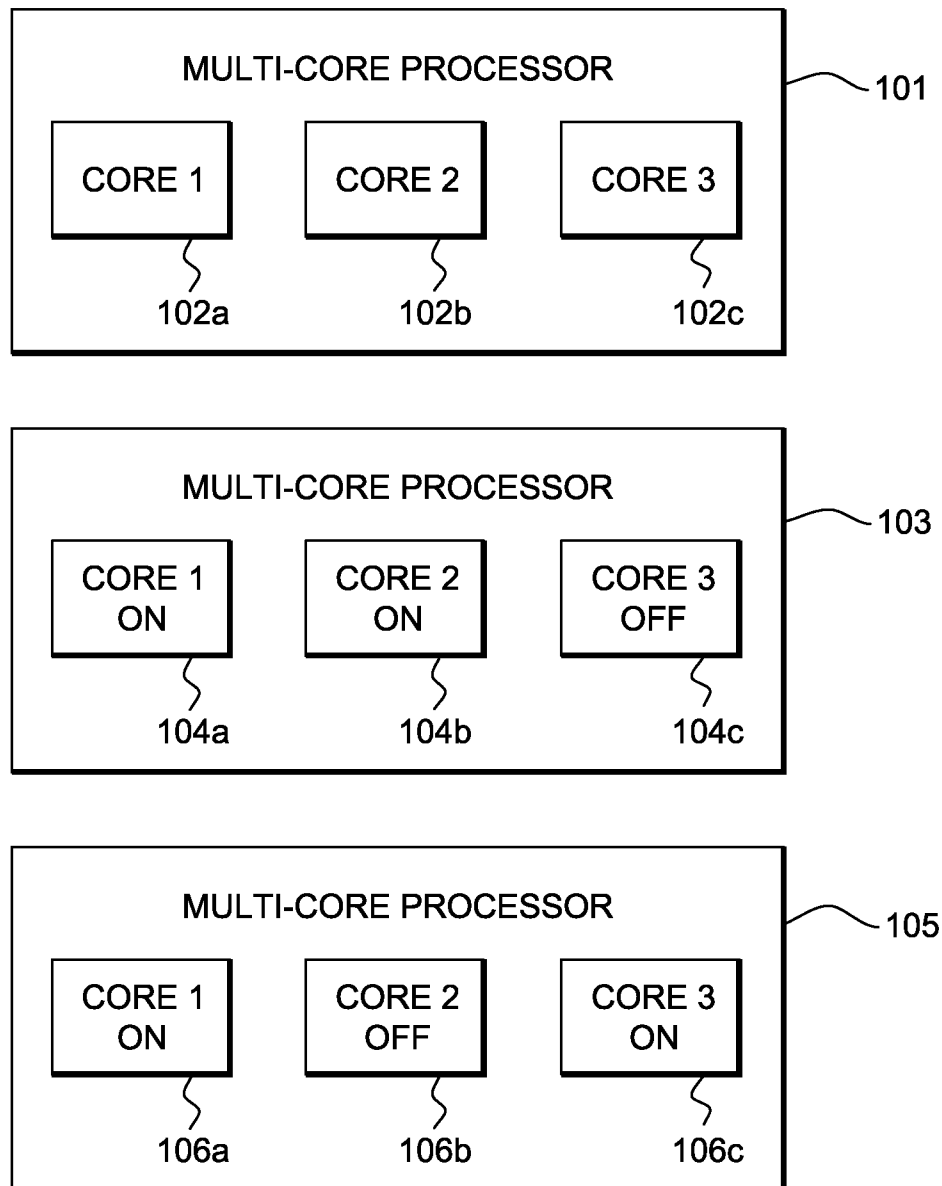 MULTI-CORE PROCESSOR
101
CORE 1
CORE 2
CORE 3
102a
102b
102c
MULTI-CORE PROCESSOR
103
CORE 1
ON
CORE 2
ON
CORE 3
OFF
104a
104b
104c
MULTI-CORE PROCESSOR
105
CORE 1
ON
CORE 2
OFF
CORE 3
ON
106a
106b
106c